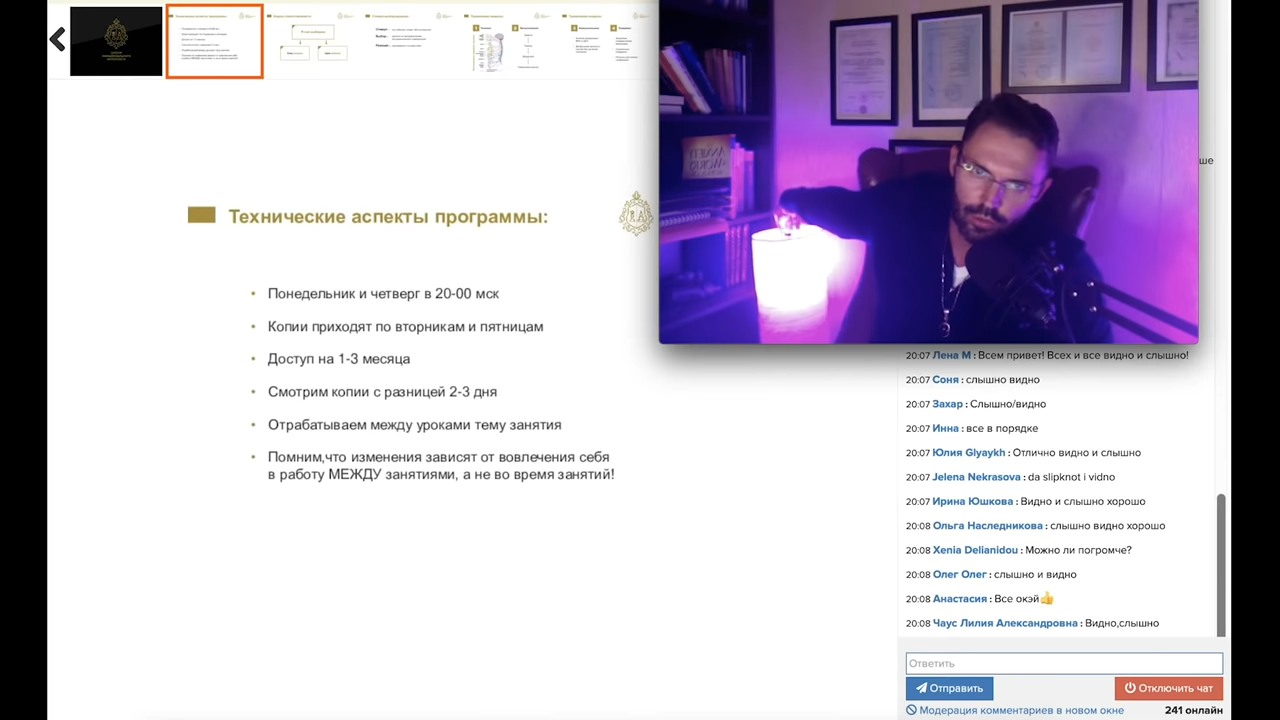 Технические аспекты программы:
Понедельник и четверг в 20-00 мск
Копии приходят по вторникам и пятницам
Доступ на 1-3 месяца
Смотрим копии с разницей 2-3 дня
Отрабатываем между уроками тему занятия
Помним,что изменения зависят от вовлечения себя
в работу МЕЖДУ занятиями, а не во время занятий!
ше
20:07 Лена М : Всем привет! Всех и все видно и слышно!
20:07 Соня : слышно видно
20:07 Захар : Слышно/видно
20:07 Инна : все в порядке
20:07 Юлия Glyaykh : Отлично видно и слышно
20:07 Jelena Nekrasova : da slipknot i vidno
20:07 Ирина Юшкова : Видно и слышно хорошо
20:08 Ольга Наследникова : слышно видно хорошо
20:08 Xenia Delianidou : Можно ли погромче?
20:08 Олег Олег : слышно и видно
20:08 Анастасия : Все окэй👍
20:08 Чаус Лилия Александровна : Видно,слышно
Ответить
Отправить
Отключить чат
Модерация комментариев в новом окне
241 онлайн